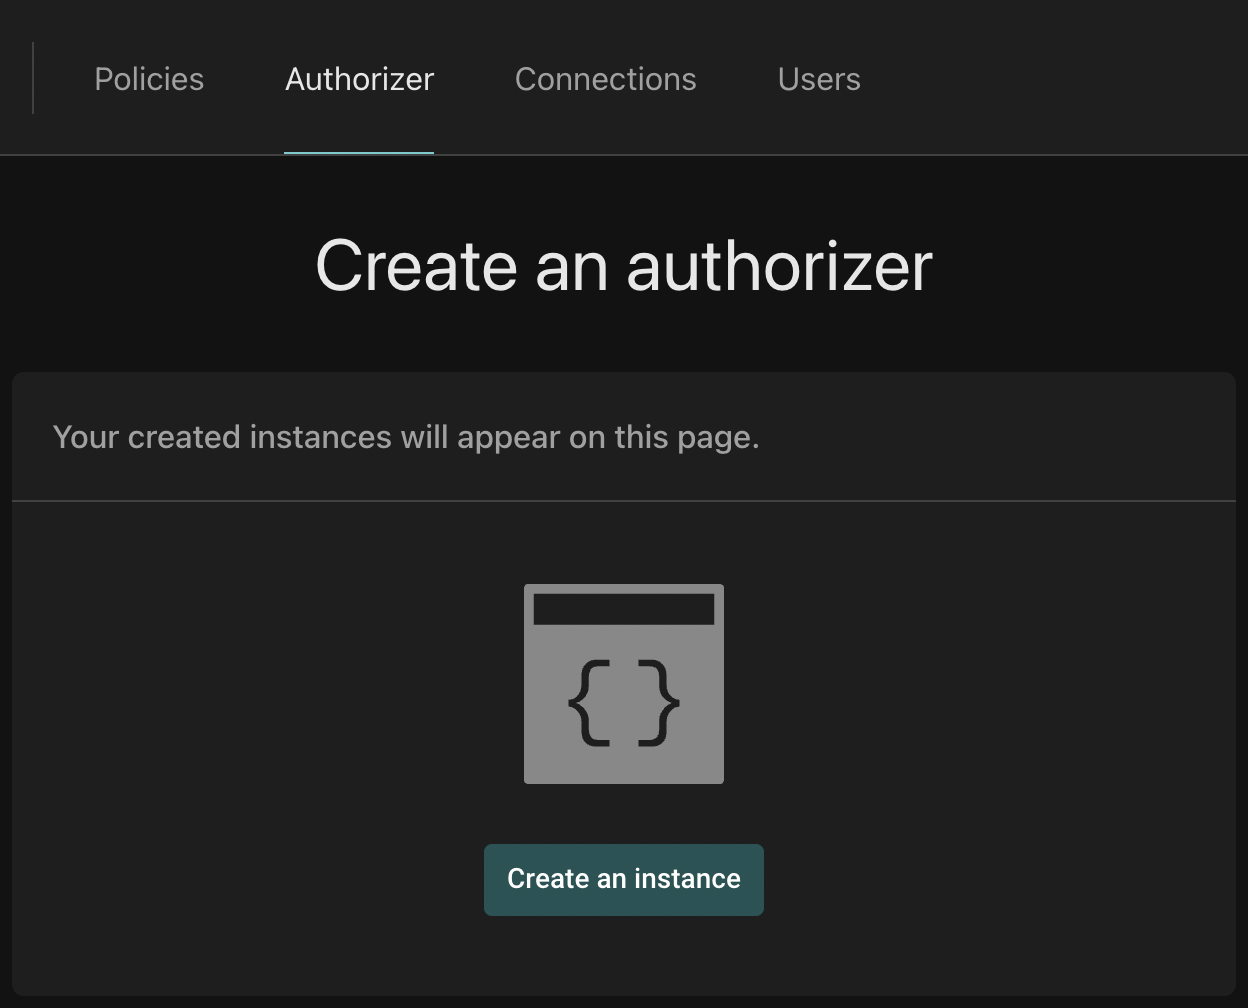 Policies Authorizer Connections Users
Create an authorizer
Your created instances will appear on this page.
{ }
Create an instance